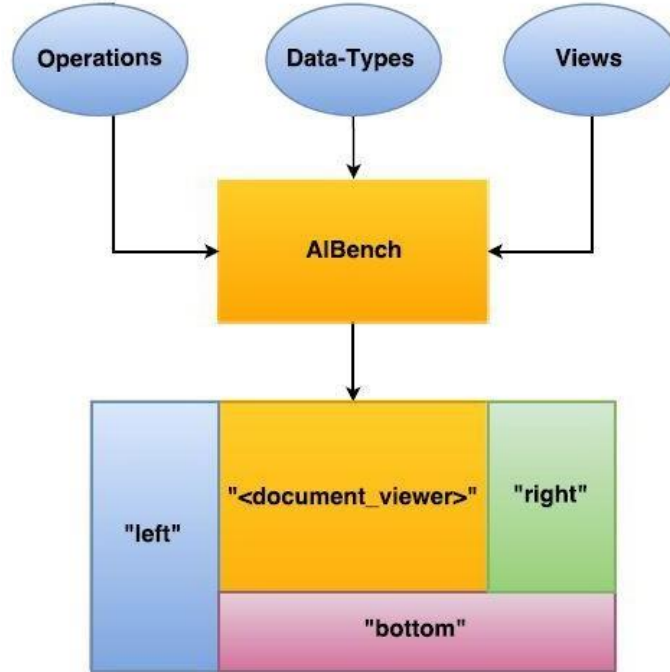 Operations
Data-Types
Views
AIBench
"<document_viewer>"
"right"
"left"
"bottom"